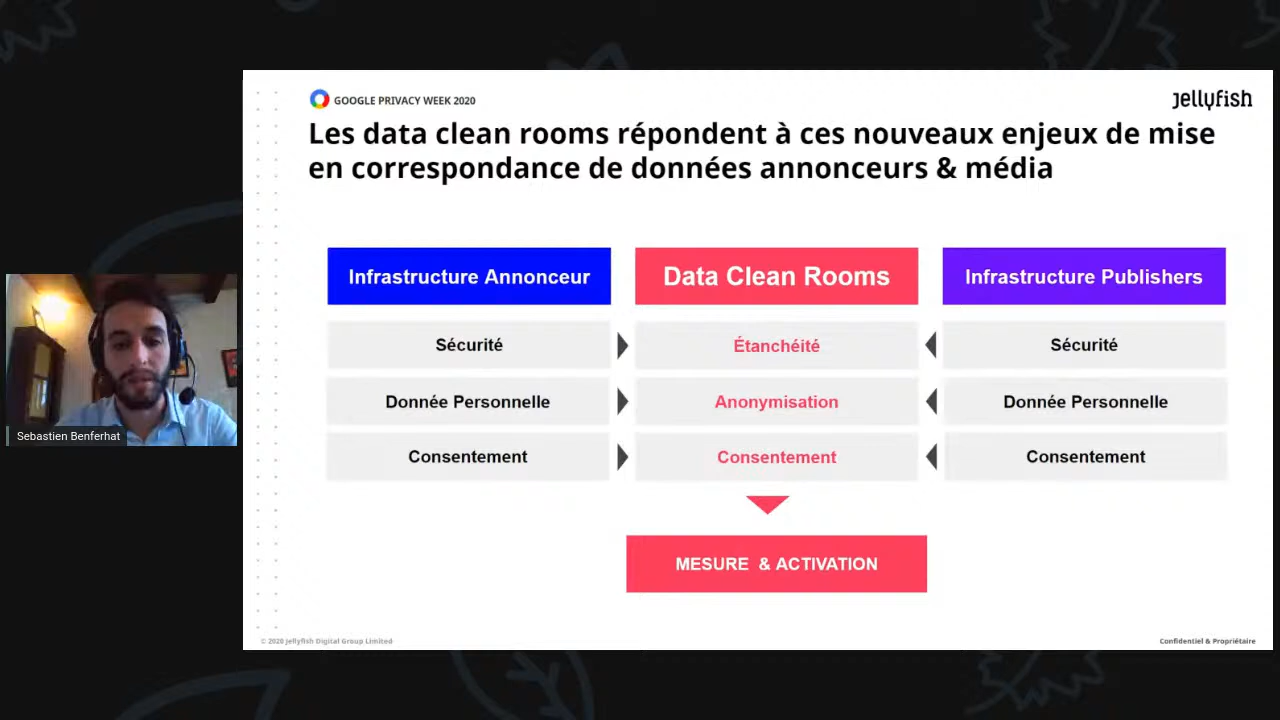 GOOGLE PRIVACY WEEK 2020
Jellyfish
Les data clean rooms répondent à ces nouveaux enjeux de mise
en correspondance de données annonceurs & média
Infrastructure Annonceur
Data Clean Rooms
Infrastructure Publishers
Sécurité
Étanchéité
Sécurité
Donnée Personnelle
Anonymisation
Donnée Personnelle
Consentement
Consentement
Consentement
MESURE & ACTIVATION
Sebastien Benferhat
© 2020 Jellyfish Digital Group Limited
Confidentiel & Propriétaire